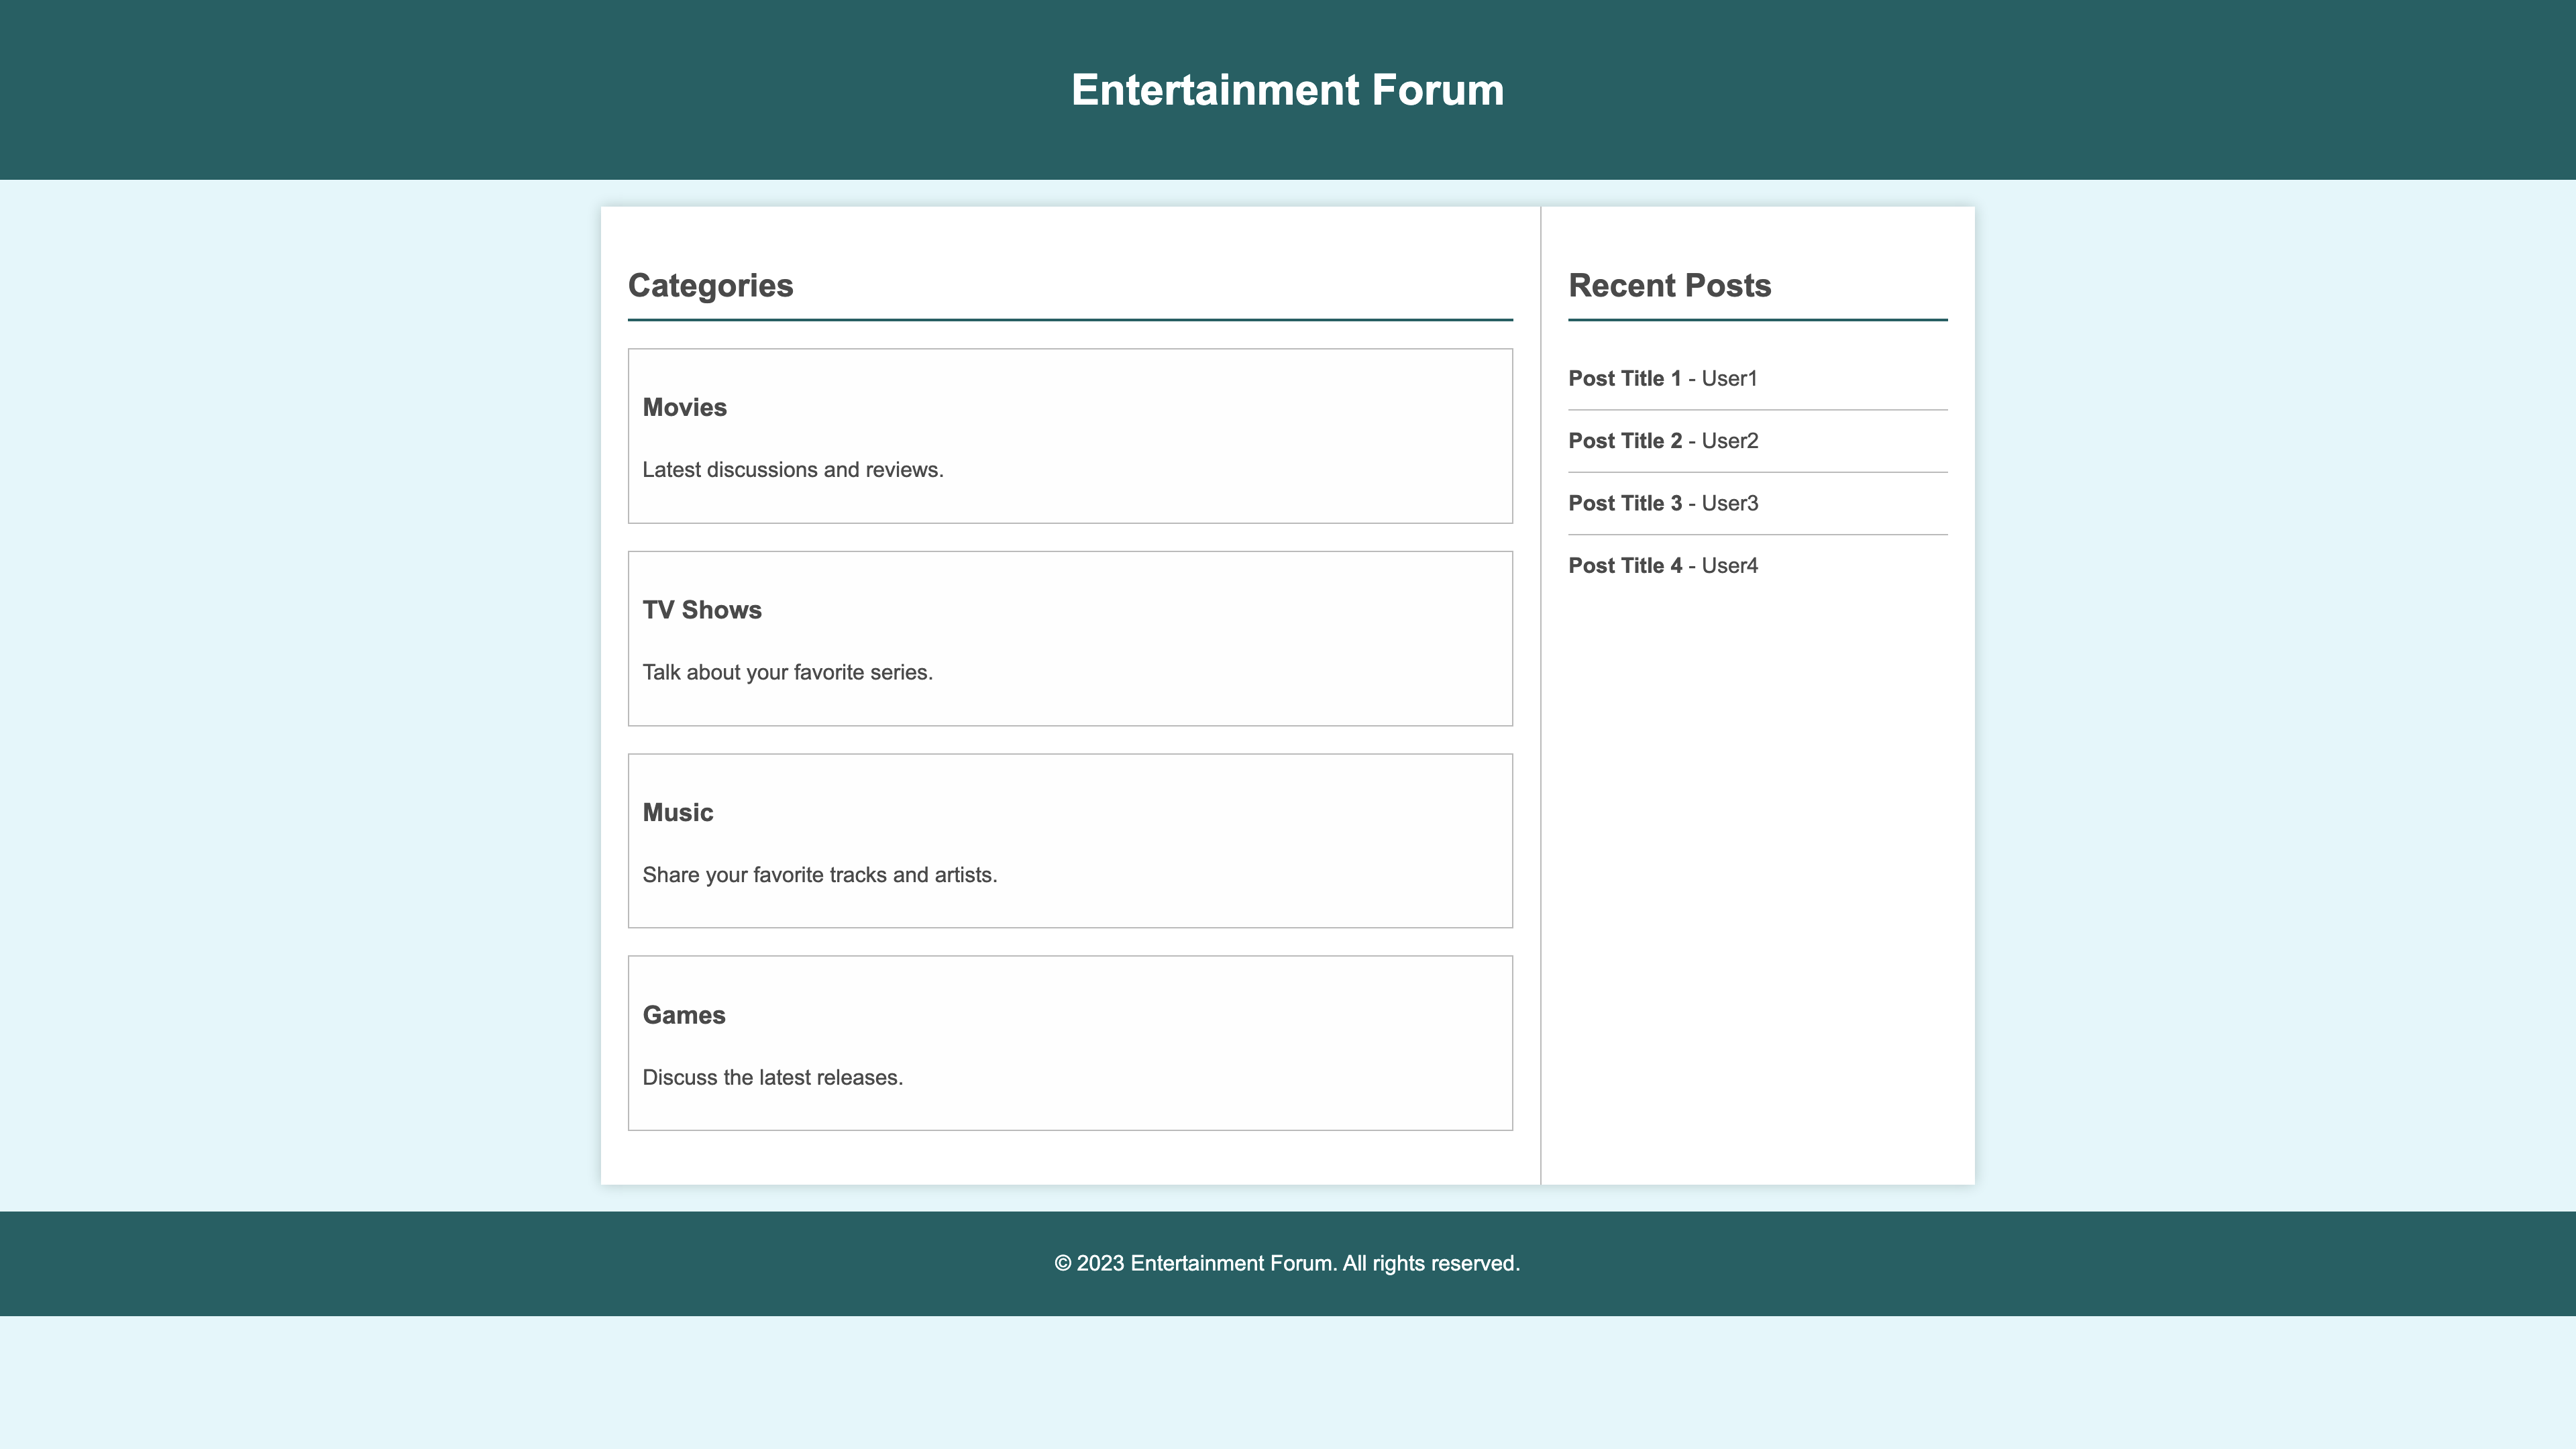 Entertainment Forum
Categories
Movies
Latest discussions and reviews.
TV Shows
Talk about your favorite series.
Music
Share your favorite tracks and artists.
Games
Discuss the latest releases.
Recent Posts
Post Title 1 - User1
Post Title 2 - User2
Post Title 3 - User3
Post Title 4 - User4
© 2023 Entertainment Forum. All rights reserved.